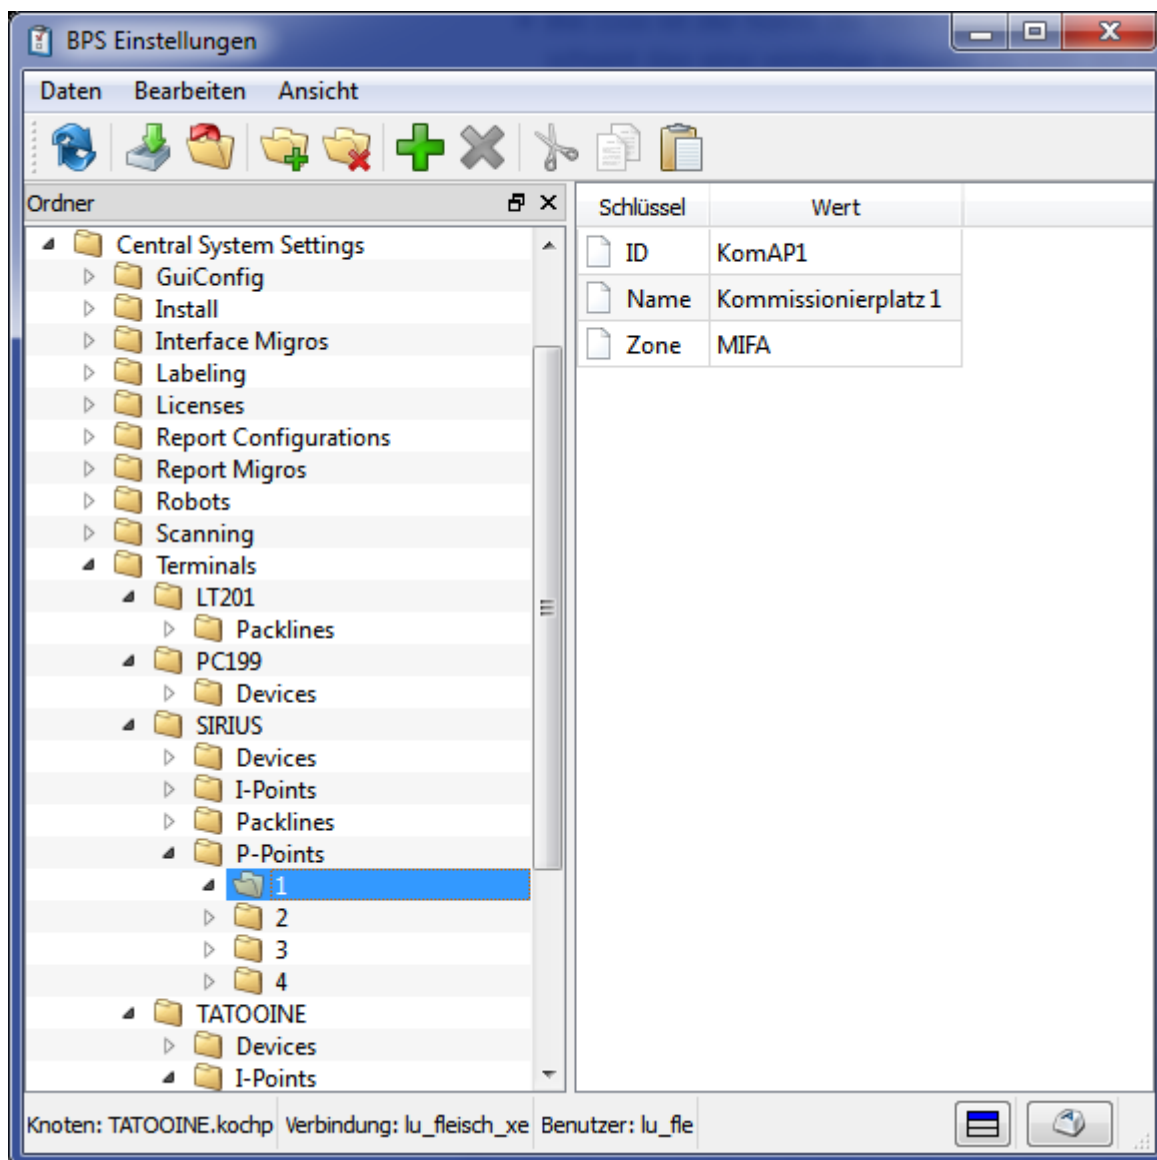 BPS Einstellungen
Daten Bearbeiten Ansicht
Ordner
Central System Settings
GuiConfig
Install
Interface Migros
Labeling
Licenses
Report Configurations
Report Migros
Robots
Scanning
Terminals
LT201
Packlines
PC199
Devices
SIRIUS
Devices
I-Points
Packlines
P-Points
1
2
3
4
TATOOINE
Devices
I-Points
Schlüssel Wert
ID KomAP1
Name Kommissionierplatz 1
Zone MIFA
Knoten: TATOOINE.kochp Verbindung: lu_fleisch_xe Benutzer: lu_fle